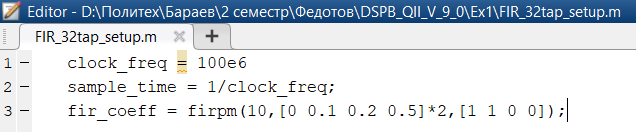 Editor - D:\Политех\Бараев\2 семестр\Федотов\DSPB_QII_V_9_0\Ex1\FIR_32tap_setup.m
FIR_32tap_setup.m × +
1 – clock_freq = 100e6
2 – sample_time = 1/clock_freq;
3 – fir_coeff = firpm(10,[0 0.1 0.2 0.5]*2,[1 1 0 0]);